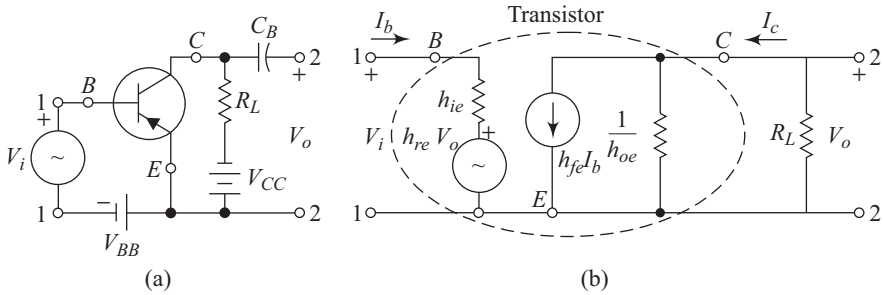 Transistor
C
C_B
2
+
I_b
B
C
I_c
1
+
2
+
B
1
+
R_L
V_o
h_ie
V_i
h_re V_o
+
~
h_fe I_b
1
h_oe
R_L
V_o
V_i
~
E
V_CC
1
−
V_BB
2
1
E
2
(a)
(b)